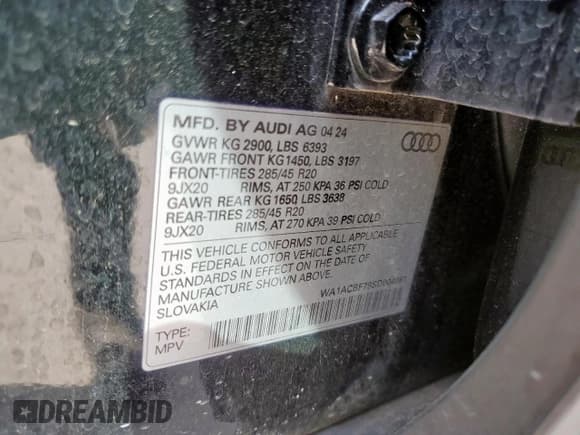 MFD. BY AUDI AG 04 24
GVWR KG 2900, LBS 6393
GAWR FRONT KG 1450, LBS 3197
FRONT-TIRES 285/45 R20
9JX20 RIMS, AT 250 KPA 36 PSI COLD
GAWR REAR KG 1650 LBS 3638
REAR-TIRES 285/45 R20
9JX20 RIMS, AT 270 KPA 39 PSI COLD
THIS VEHICLE CONFORMS TO ALL APPLICABLE
U.S. FEDERAL MOTOR VEHICLE SAFETY
STANDARDS IN EFFECT ON THE DATE OF
MANUFACTURE SHOWN ABOVE.
SLOVAKIA
TYPE:
MPV
DREAMBID